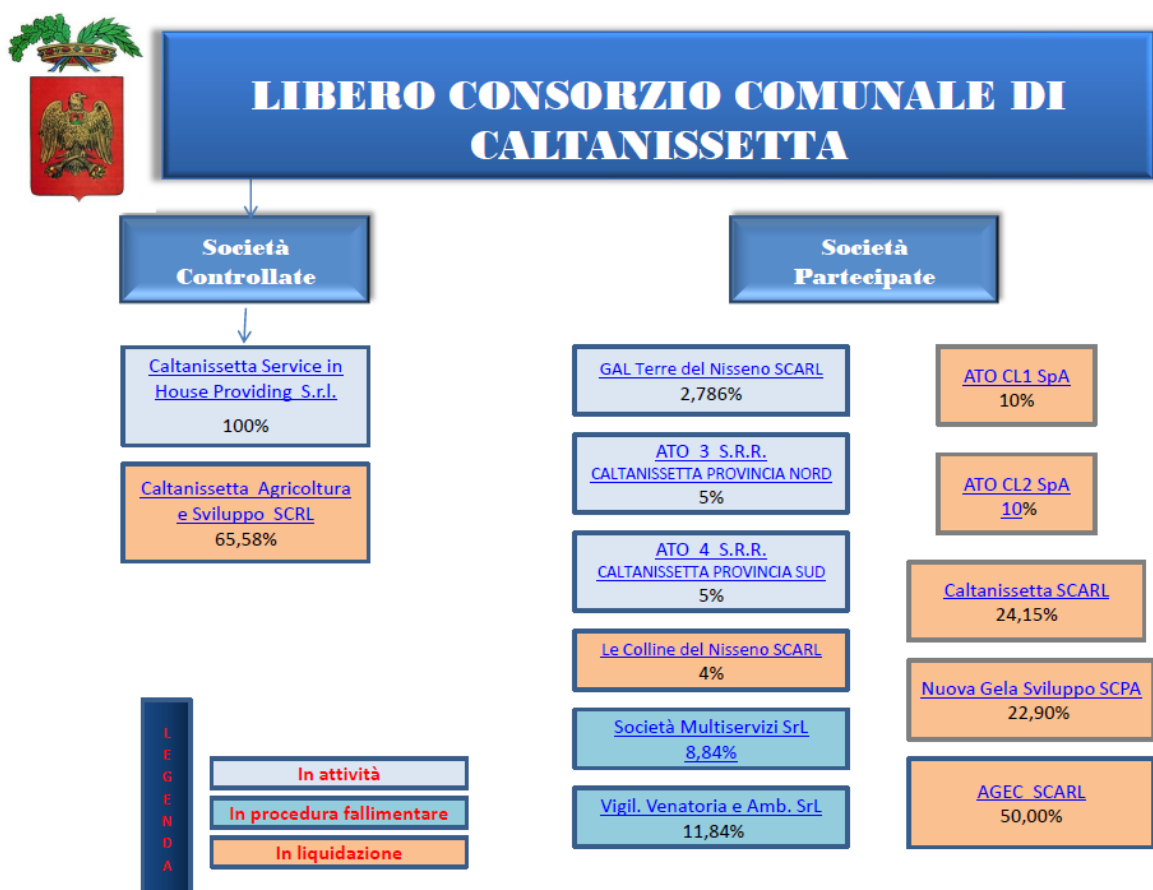 LIBERO CONSORZIO COMUNALE DI
CALTANISSETTA
Società
Controllate
Caltanissetta Service in
House Providing S.r.l.
100%
Caltanissetta Agricoltura
e Sviluppo SCRL
65,58%
Società
Partecipate
GAL Terre del Nisseno SCARL
2,786%
ATO 3 S.R.R.
CALTANISSETTA PROVINCIA NORD
5%
ATO 4 S.R.R.
CALTANISSETTA PROVINCIA SUD
5%
Le Colline del Nisseno SCARL
4%
Società Multiservizi SrL
8,84%
Vigil. Venatoria e Amb. SrL
11,84%
ATO CL1 SpA
10%
ATO CL2 SpA
10%
Caltanissetta SCARL
24,15%
Nuova Gela Sviluppo SCPA
22,90%
AGEC SCARL
50,00%
LEGENDA
In attività
In procedura fallimentare
In liquidazione